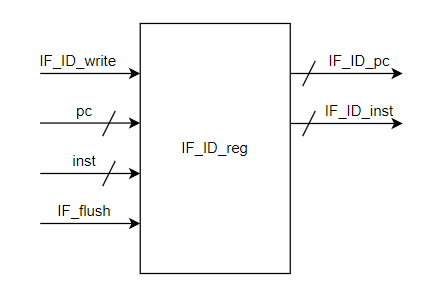 IF_ID_write
pc
inst
IF_flush
IF_ID_reg
IF_ID_pc
IF_ID_inst